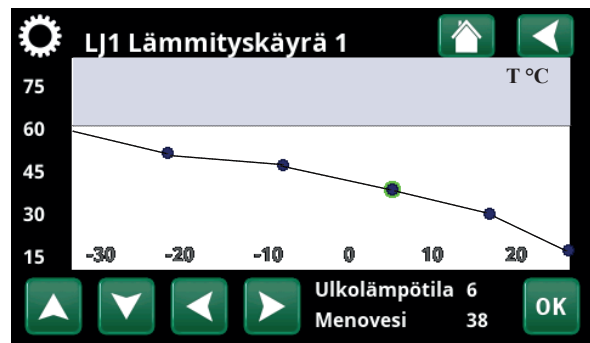 LJ1 Lämmityskäyrä 1
T °C
75
60
45
30
15
-30 -20 -10 0 10 20
Ulkolämpötila 6
Menovesi 38
OK